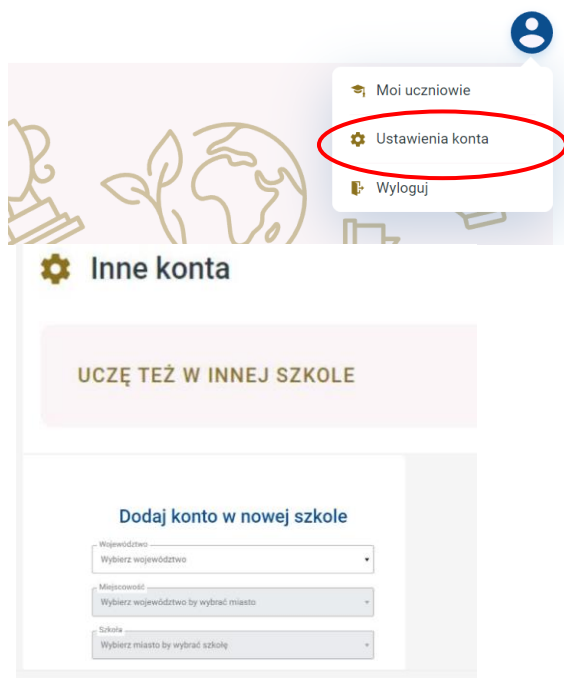 Moi uczniowie
Ustawienia konta
Wyloguj
Inne konta
UCZĘ TEŻ W INNEJ SZKOLE
Dodaj konto w nowej szkole
Województwo
Wybierz województwo
Miejscowość
Wybierz województwo by wybrać miasto
Szkoła
Wybierz miasto by wybrać szkołę